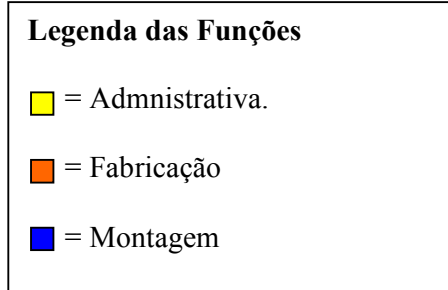 Legenda das Funções
= Admnistrativa.
= Fabricação
= Montagem